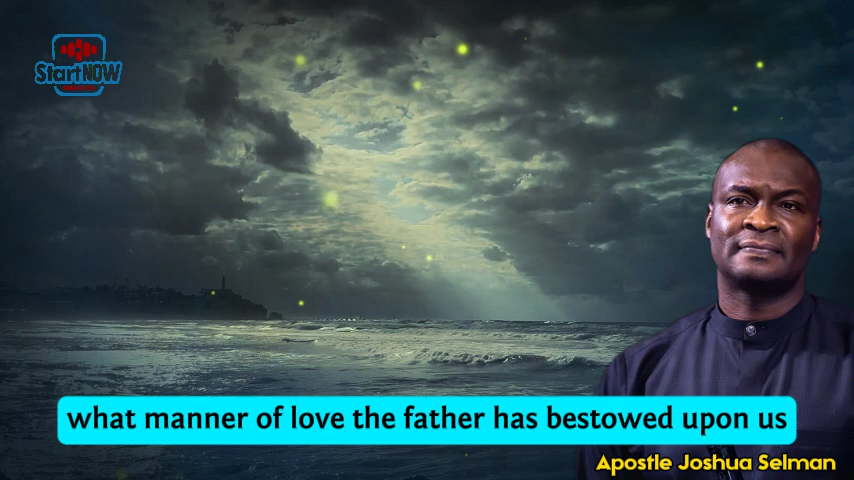 StartNOW
what manner of love the father has bestowed upon us
Apostle Joshua Selman